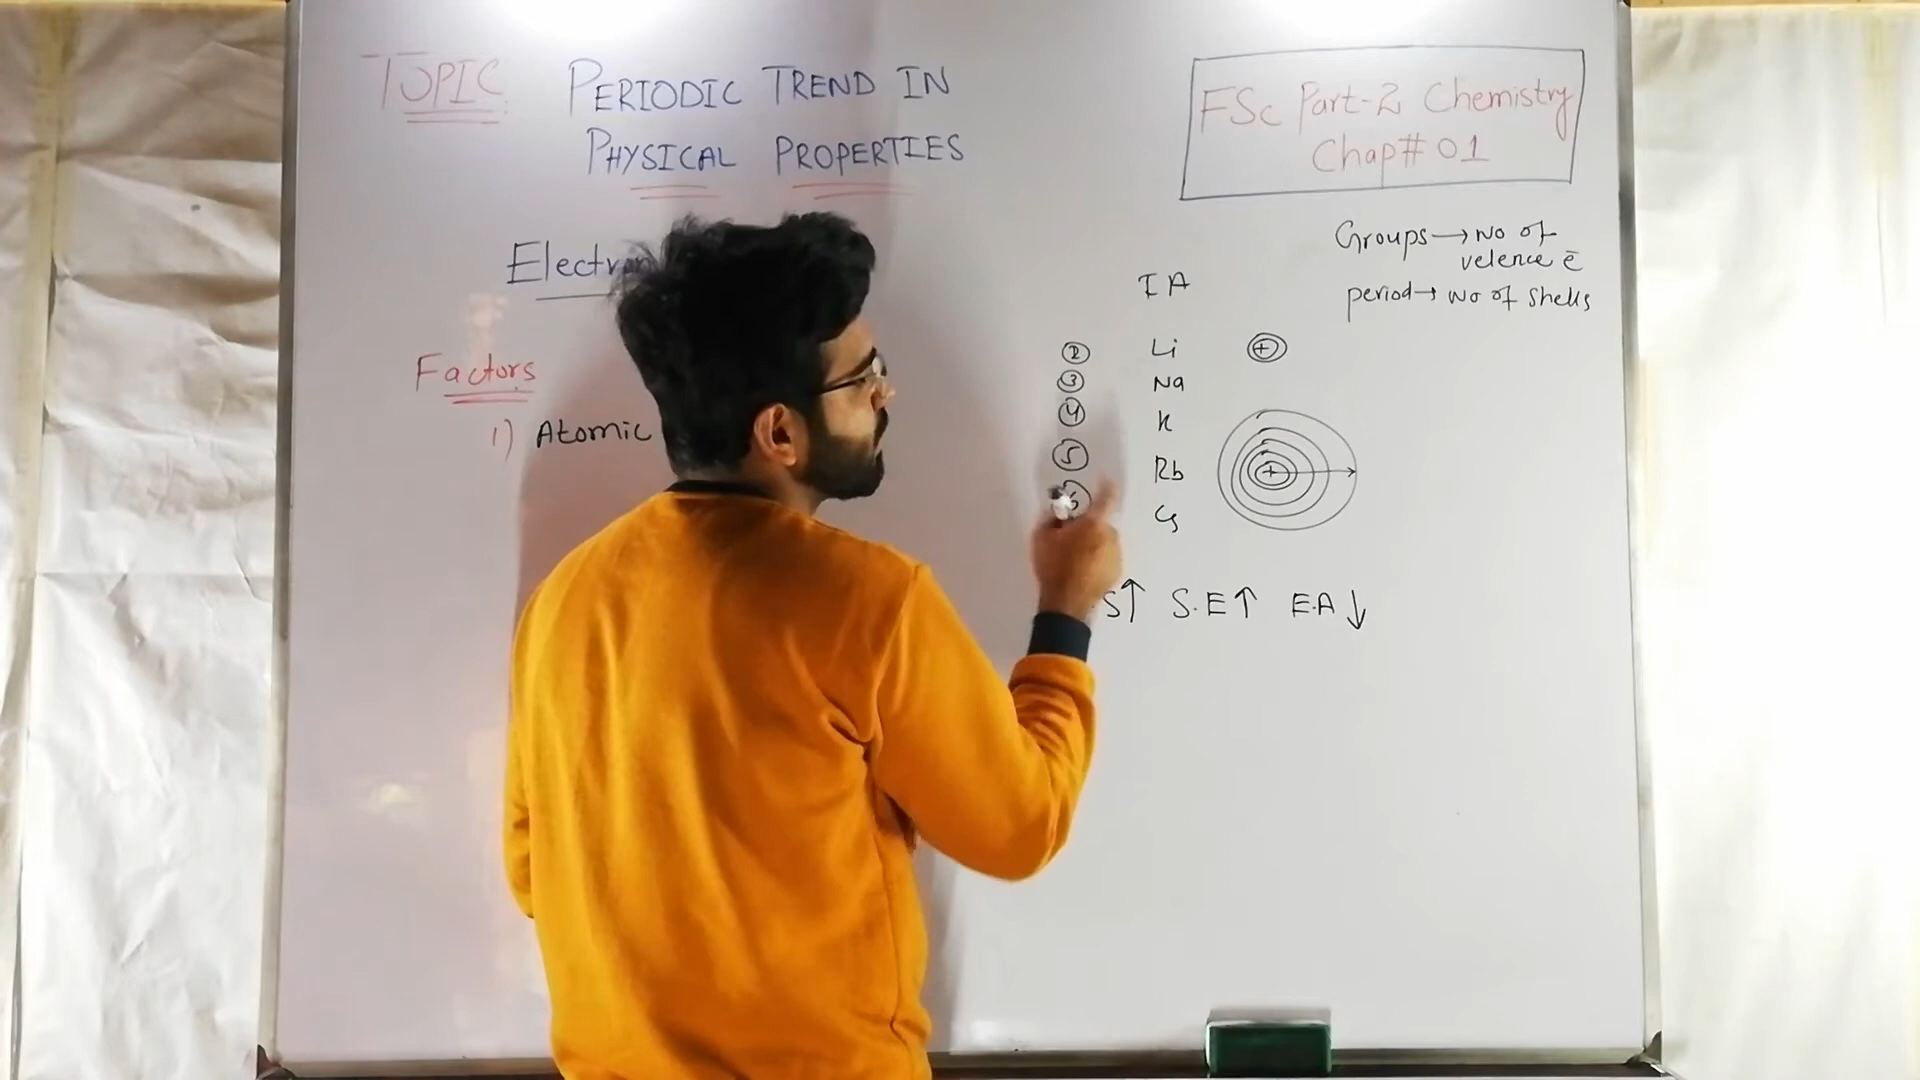 TOPIC: PERIODIC TREND IN
PHYSICAL PROPERTIES
FSc Part-2 Chemistry
Chap# 01
Groups → No of
velence ē
period → No of Shells
Factors
1) Atomic
I A
2 Li +
3 Na
4 K
5 Rb +
6 Cs
S↑ S.E↑ E.A↓